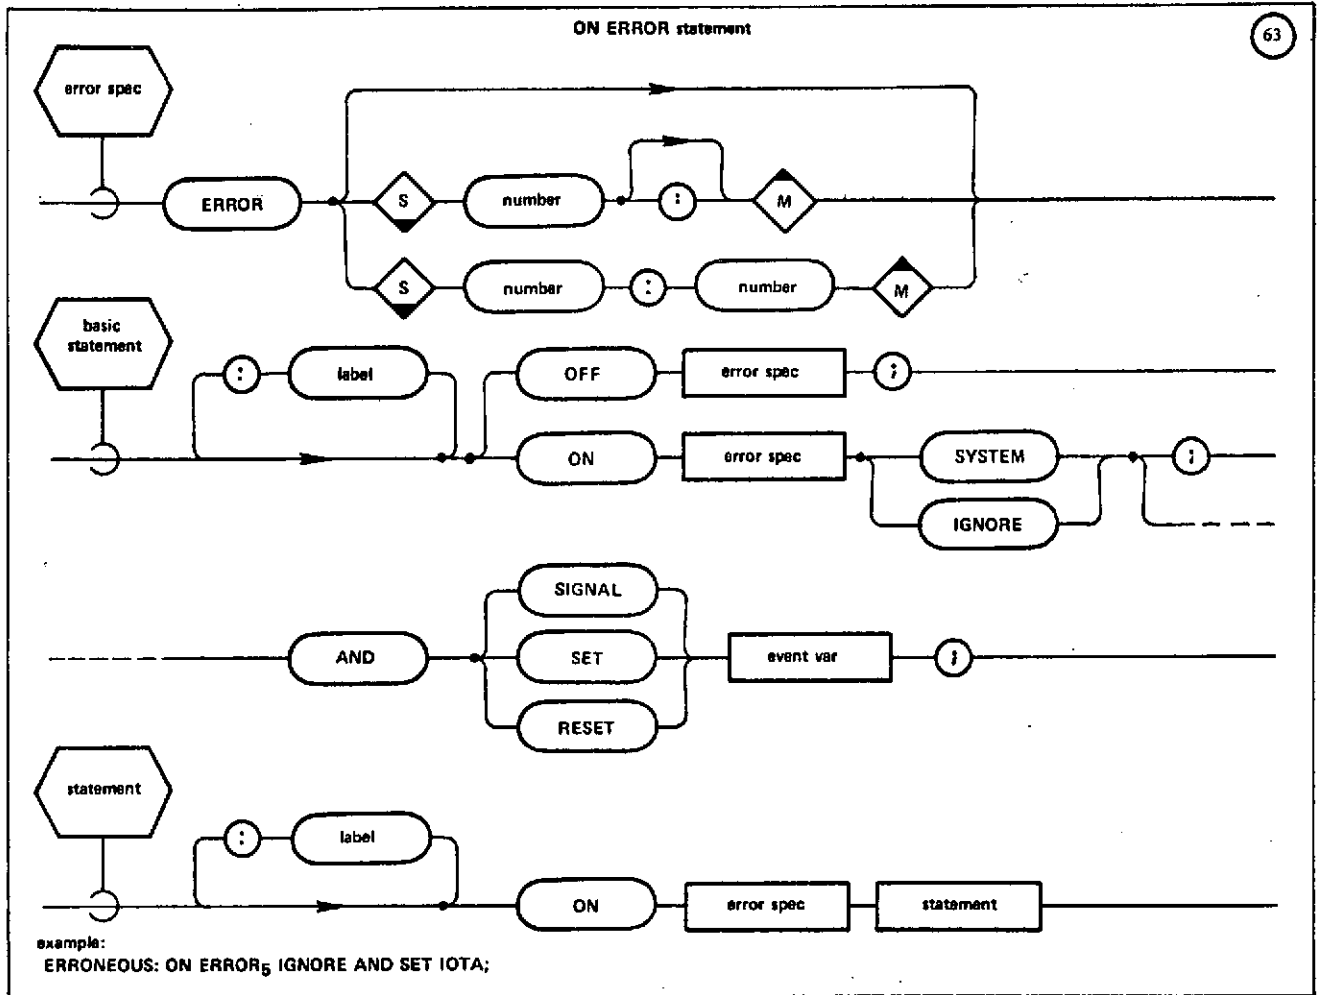 ON ERROR statement
63
error spec
ERROR
S
number
:
M
S
number
:
number
M
basic
statement
:
label
OFF
error spec
;
ON
error spec
SYSTEM
;
IGNORE
AND
SIGNAL
SET
RESET
event var
;
statement
:
label
ON
error spec
statement
example:
ERRONEOUS: ON ERROR5 IGNORE AND SET IOTA;